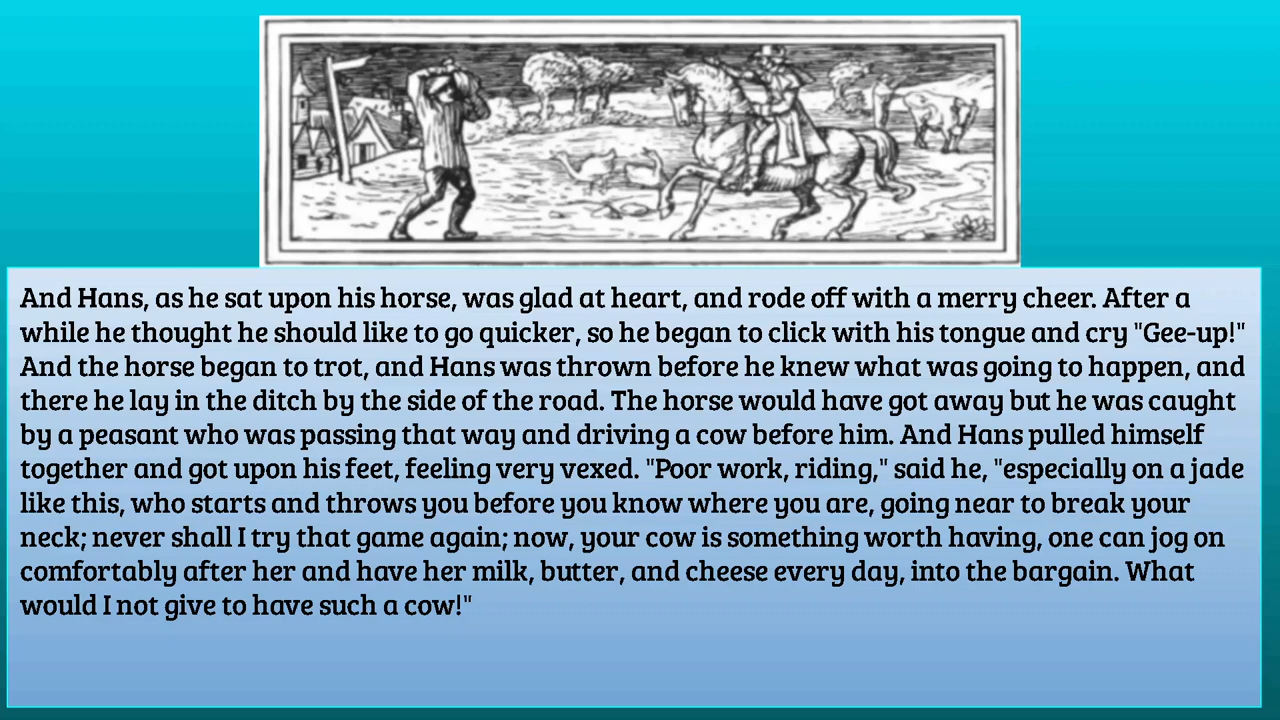 And Hans, as he sat upon his horse, was glad at heart, and rode off with a merry cheer. After a
while he thought he should like to go quicker, so he began to click with his tongue and cry "Gee-up!"
And the horse began to trot, and Hans was thrown before he knew what was going to happen, and
there he lay in the ditch by the side of the road. The horse would have got away but he was caught
by a peasant who was passing that way and driving a cow before him. And Hans pulled himself
together and got upon his feet, feeling very vexed. "Poor work, riding," said he, "especially on a jade
like this, who starts and throws you before you know where you are, going near to break your
neck; never shall I try that game again; now, your cow is something worth having, one can jog on
comfortably after her and have her milk, butter, and cheese every day, into the bargain. What
would I not give to have such a cow!"